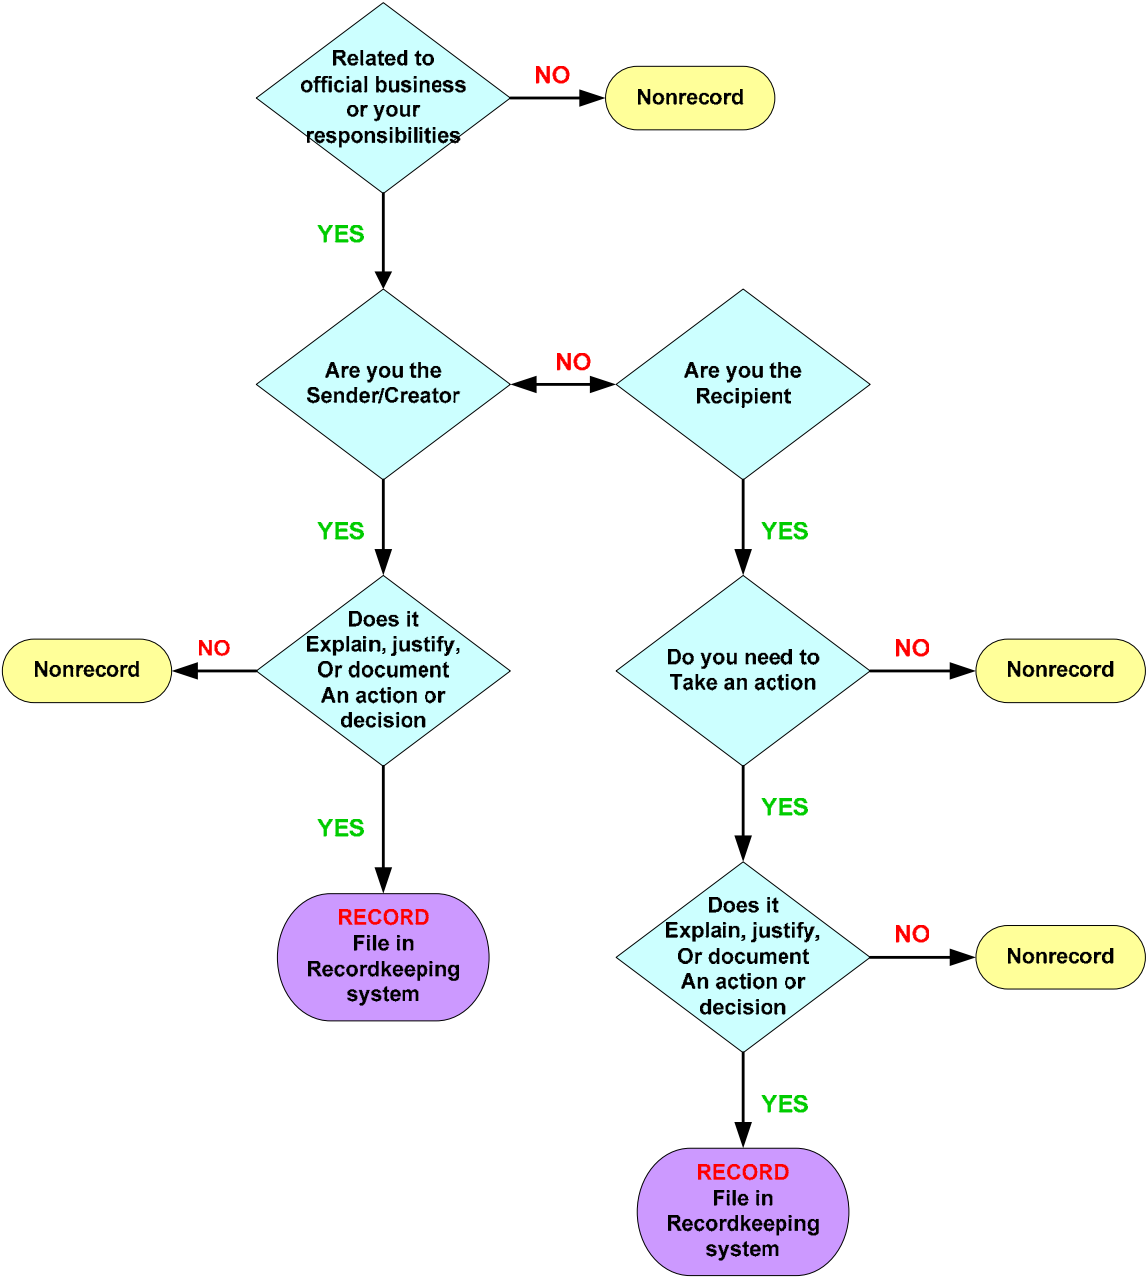 Related to
official business
or your
responsibilities
NO
Nonrecord
YES
Are you the
Sender/Creator
NO
Are you the
Recipient
YES
YES
Does it
Explain, justify,
Or document
An action or
decision
NO
Nonrecord
Do you need to
Take an action
NO
Nonrecord
YES
YES
RECORD
File in
Recordkeeping
system
Does it
Explain, justify,
Or document
An action or
decision
NO
Nonrecord
YES
RECORD
File in
Recordkeeping
system